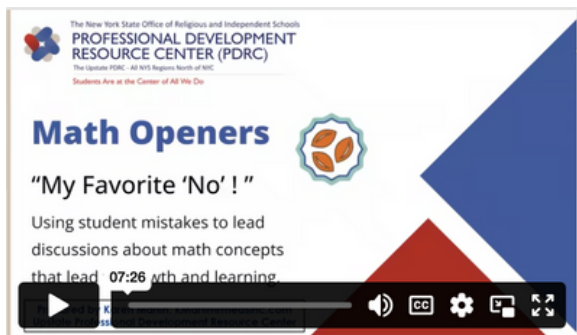 The New York State Office of Religious and Independent Schools
PROFESSIONAL DEVELOPMENT
RESOURCE CENTER (PDRC)
The Upstate PDRC - All NYS Regions North of NYC
Students Are at the Center of All We Do
Math Openers
“My Favorite ‘No’ ! ”
Using student mistakes to lead
discussions about math concepts
that lead
07:26
and learning.
CC